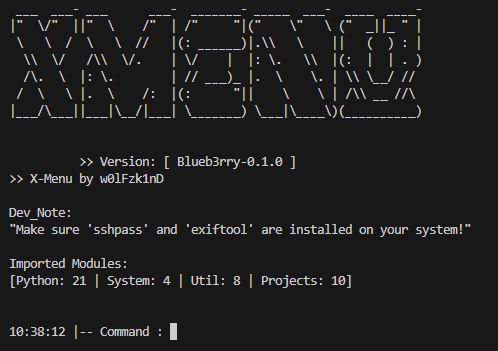 XMENU
>> Version: [ Blueb3rry-0.1.0 ]
>> X-Menu by w0lFzk1nD
Dev_Note:
"Make sure 'sshpass' and 'exiftool' are installed on your system!"
Imported Modules:
[Python: 21 | System: 4 | Util: 8 | Projects: 10]
10:38:12 |-- Command :